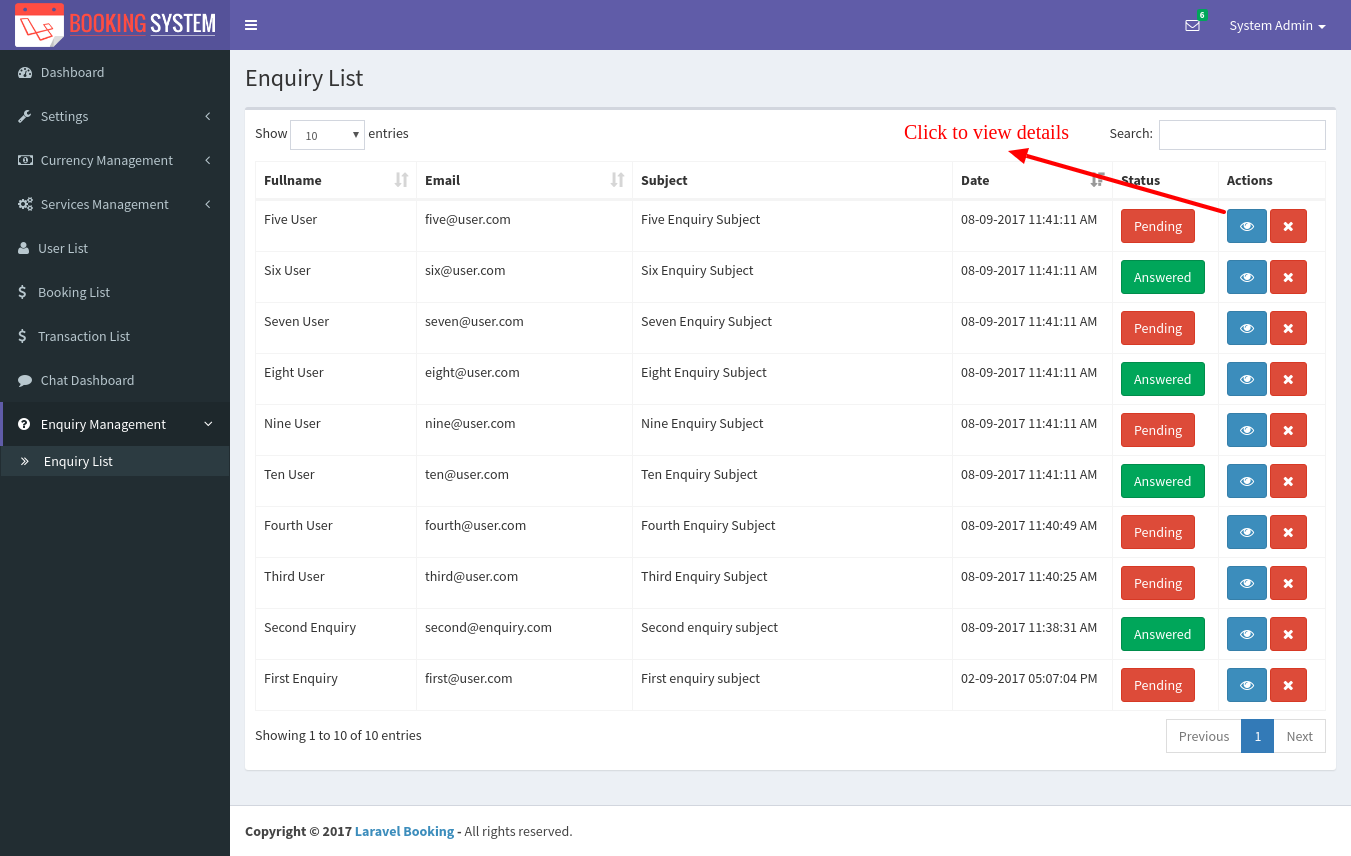 BOOKING SYSTEM
6
System Admin
Dashboard
Settings
Currency Management
Services Management
User List
Booking List
Transaction List
Chat Dashboard
Enquiry Management
Enquiry List
Enquiry List
Show 10 entries
Click to view details
Search:
Fullname Email Subject Date Status Actions
Five User five@user.com Five Enquiry Subject 08-09-2017 11:41:11 AM Pending
Six User six@user.com Six Enquiry Subject 08-09-2017 11:41:11 AM Answered
Seven User seven@user.com Seven Enquiry Subject 08-09-2017 11:41:11 AM Pending
Eight User eight@user.com Eight Enquiry Subject 08-09-2017 11:41:11 AM Answered
Nine User nine@user.com Nine Enquiry Subject 08-09-2017 11:41:11 AM Pending
Ten User ten@user.com Ten Enquiry Subject 08-09-2017 11:41:11 AM Answered
Fourth User fourth@user.com Fourth Enquiry Subject 08-09-2017 11:40:49 AM Pending
Third User third@user.com Third Enquiry Subject 08-09-2017 11:40:25 AM Pending
Second Enquiry second@enquiry.com Second enquiry subject 08-09-2017 11:38:31 AM Answered
First Enquiry first@user.com First enquiry subject 02-09-2017 05:07:04 PM Pending
Showing 1 to 10 of 10 entries
Previous 1 Next
Copyright © 2017 Laravel Booking - All rights reserved.